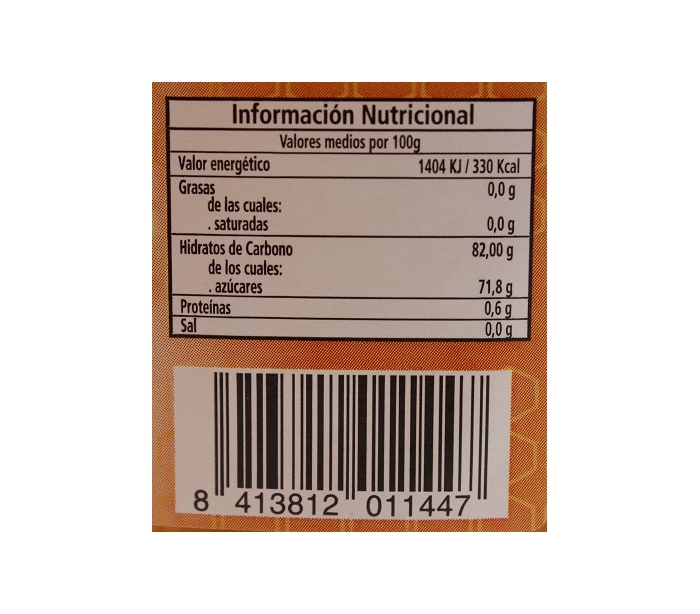 Información Nutricional
Valores medios por 100g
Valor energético 1404 KJ / 330 Kcal
Grasas 0,0 g
de las cuales:
. saturadas 0,0 g
Hidratos de Carbono 82,00 g
de los cuales:
. azúcares 71,8 g
Proteínas 0,6 g
Sal 0,0 g
8 413812 011447